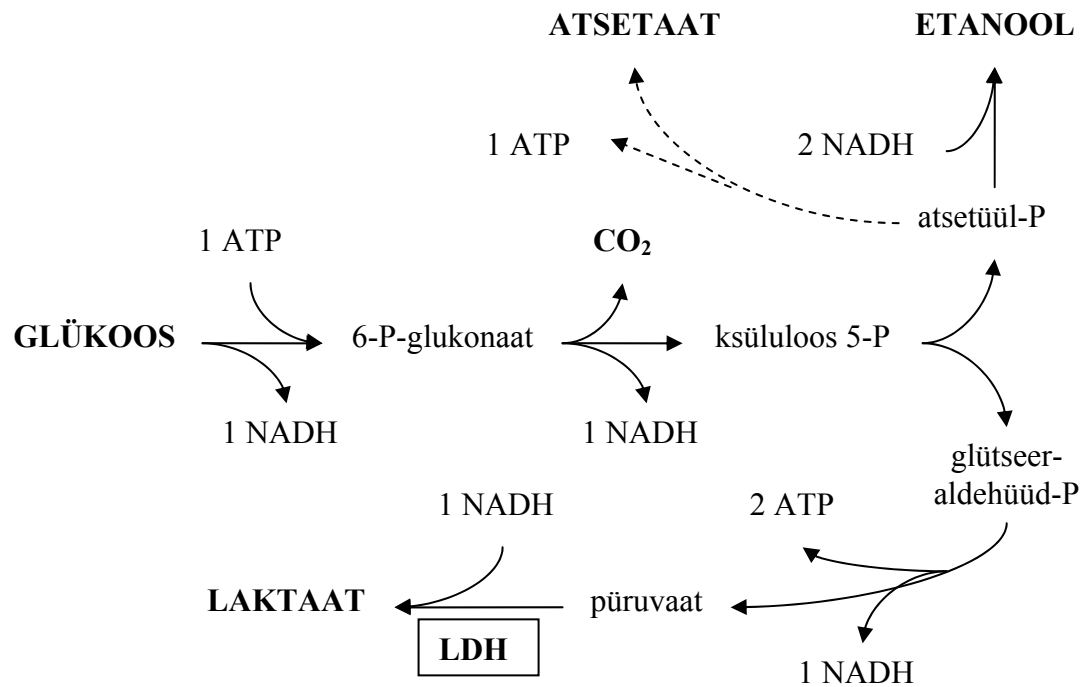 ATSETAAT ETANOOL
1 ATP 2 NADH
atsetüül-P
1 ATP CO₂
GLÜKOOS 6-P-glukonaat ksüluloos 5-P
1 NADH 1 NADH
glütseer-
aldehüüd-P
1 NADH 2 ATP
LAKTAAT püruvaat
LDH
1 NADH